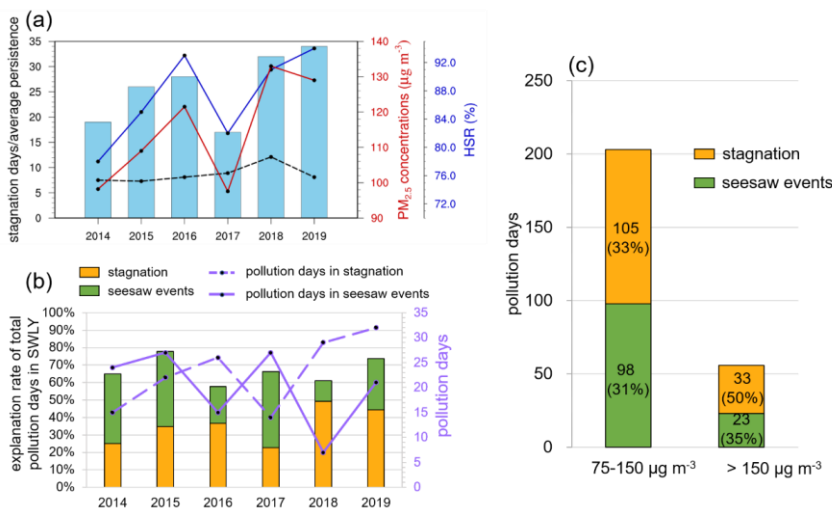 (a)
stagnation days/average persistence
35
30
25
20
15
10
5
0
2014 2015 2016 2017 2018 2019
140
130
120
110
100
90
PM2.5 concentrations (µg m-3)
92.0
88.0
84.0
80.0
76.0
72.0
HSR (%)
(b)
stagnation
seesaw events
pollution days in stagnation
pollution days in seesaw events
explanation rate of total
pollution days in SWLY
100%
90%
80%
70%
60%
50%
40%
30%
20%
10%
0%
2014 2015 2016 2017 2018 2019
35
30
25
20
15
10
5
0
pollution days
(c)
pollution days
250
200
150
100
50
0
stagnation
seesaw events
105
(33%)
98
(31%)
33
(50%)
23
(35%)
75-150 µg m-3 > 150 µg m-3